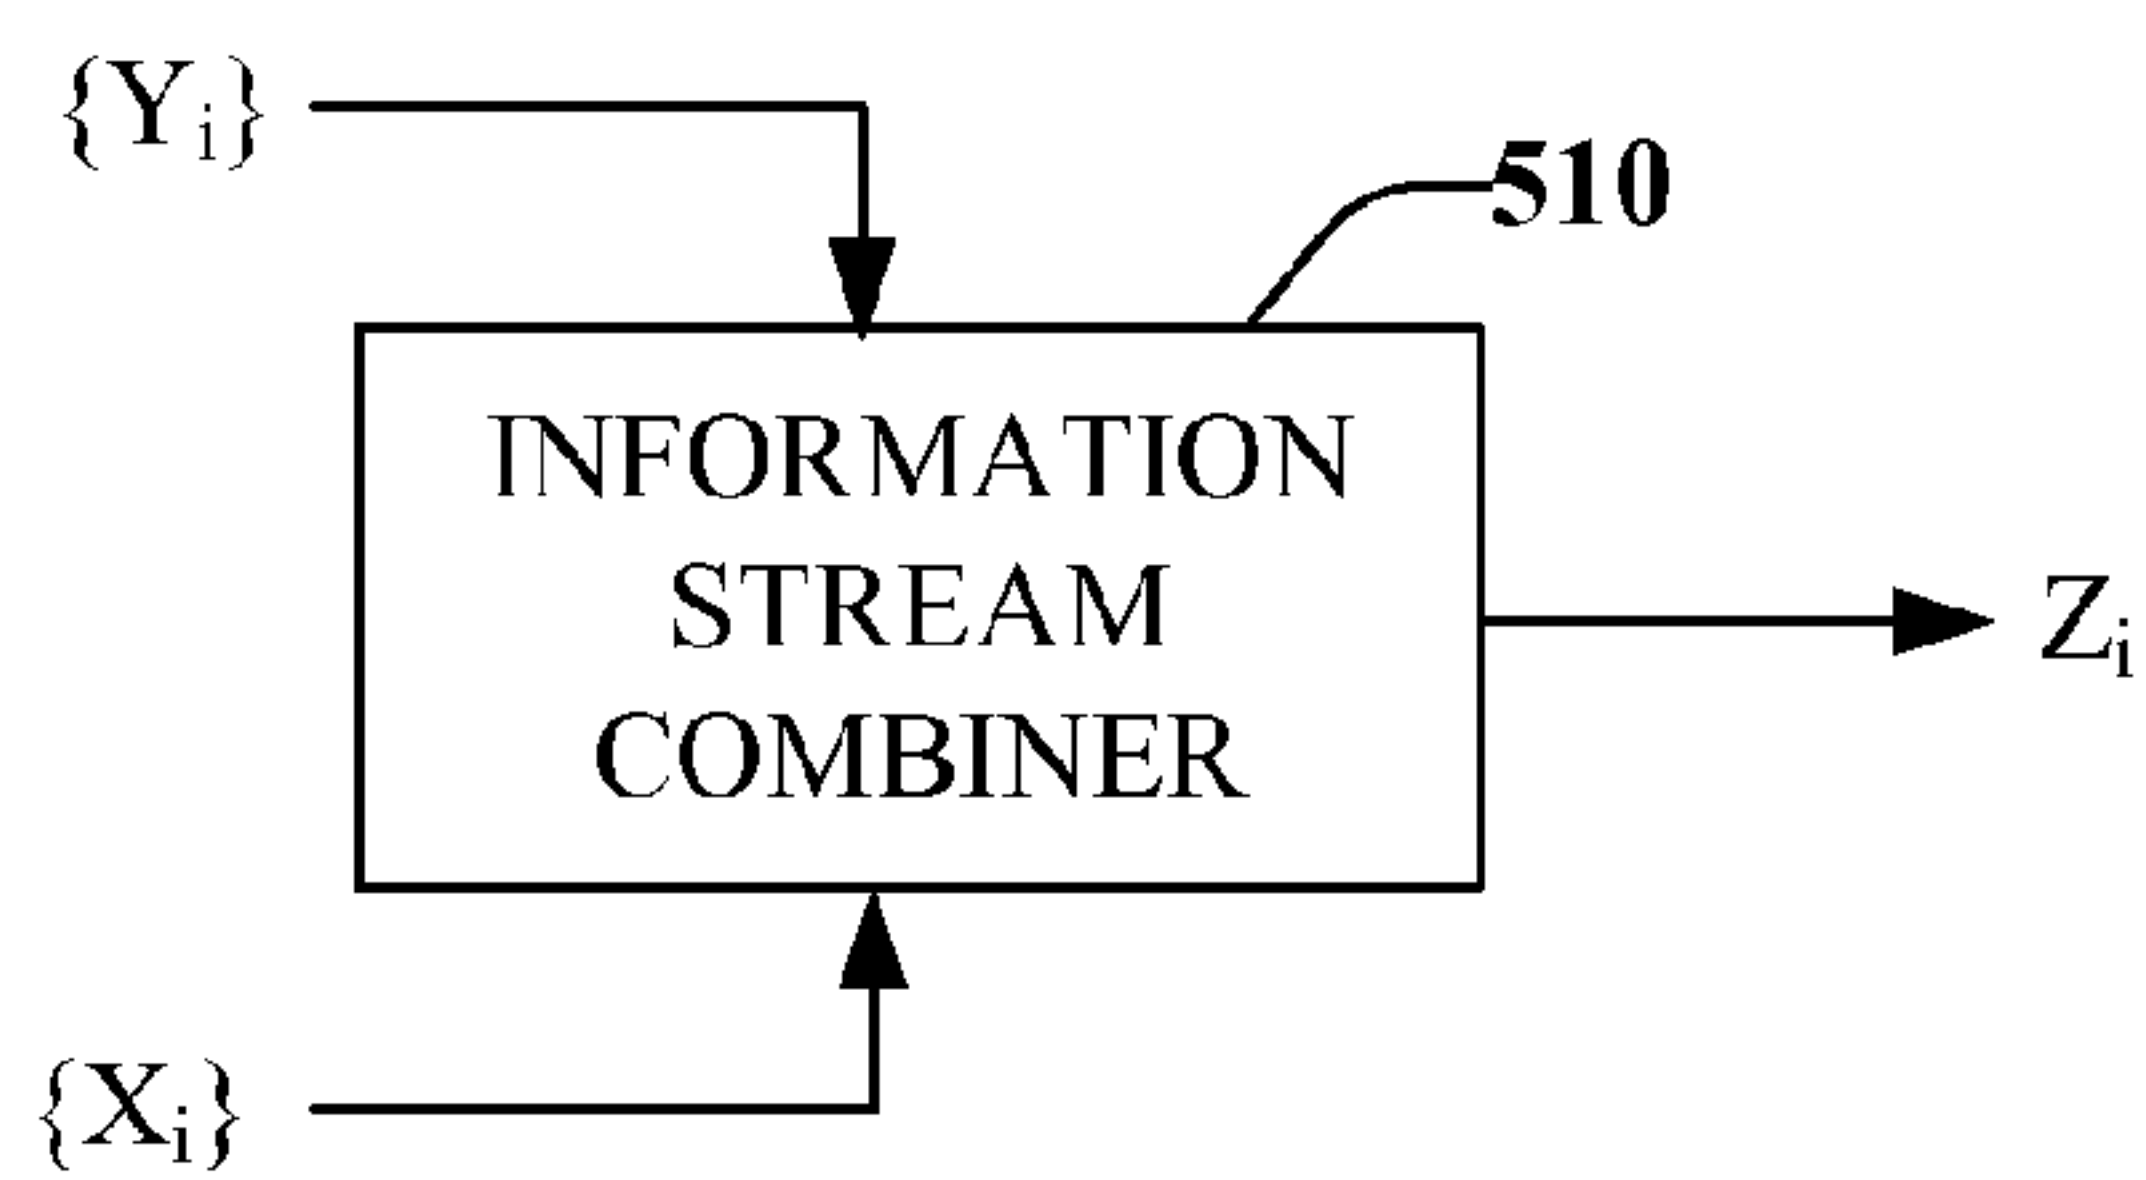 {Yi}
510
INFORMATION
STREAM
COMBINER
Zi
{Xi}